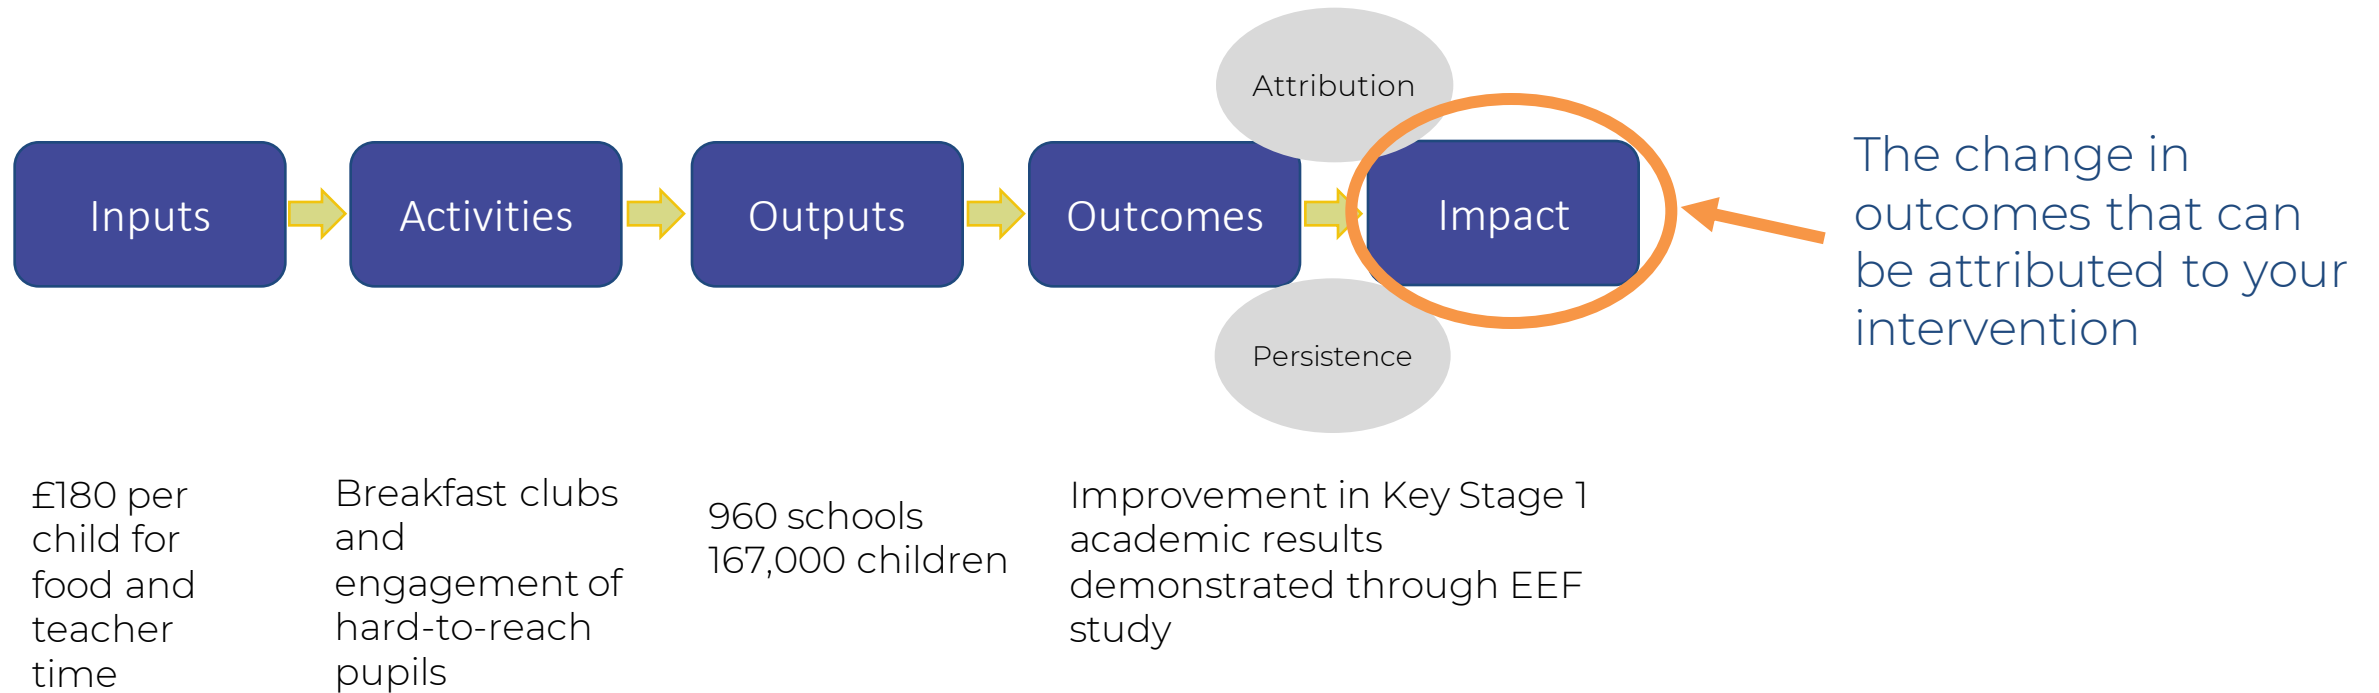 Attribution
Inputs
Activities
Outputs
Outcomes
Impact
Persistence
The change in
outcomes that can
be attributed to your
intervention
£180 per
child for
food and
teacher
time
Breakfast clubs
and
engagement of
hard-to-reach
pupils
960 schools
167,000 children
Improvement in Key Stage 1
academic results
demonstrated through EEF
study